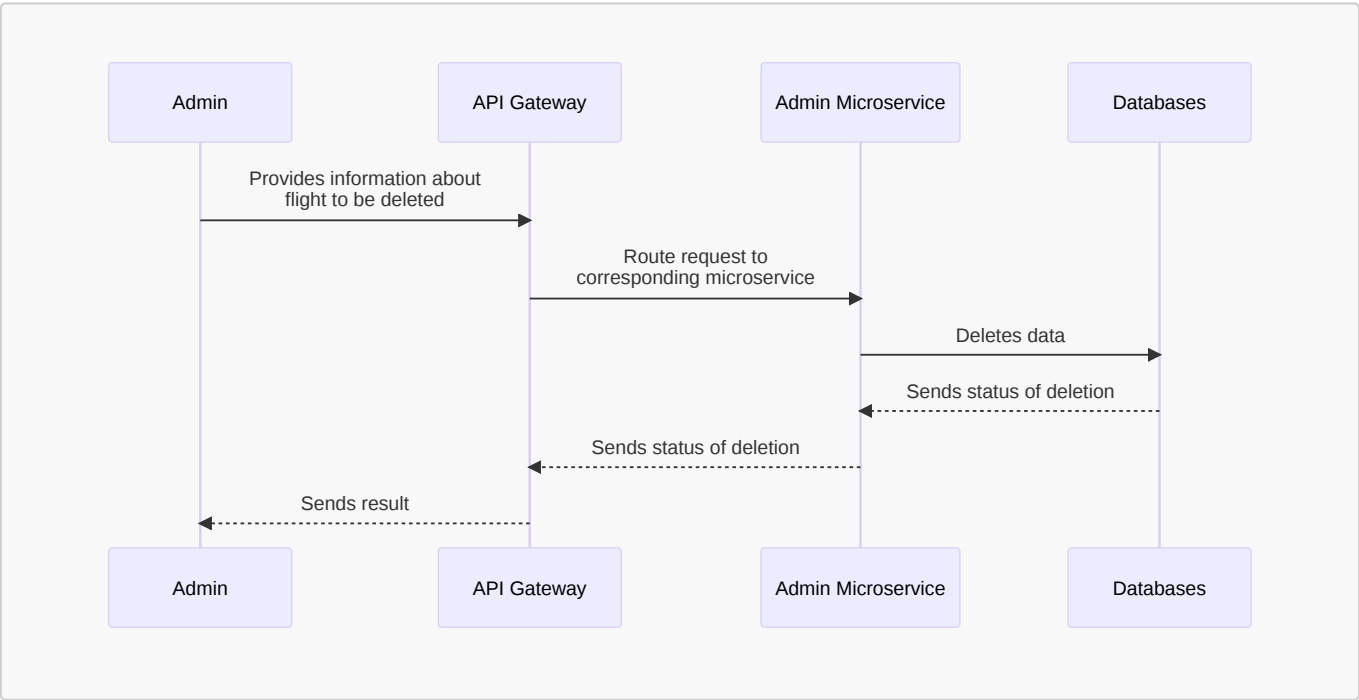 Admin
API Gateway
Admin Microservice
Databases
Provides information about
flight to be deleted
Route request to
corresponding microservice
Deletes data
Sends status of deletion
Sends status of deletion
Sends result
Admin
API Gateway
Admin Microservice
Databases